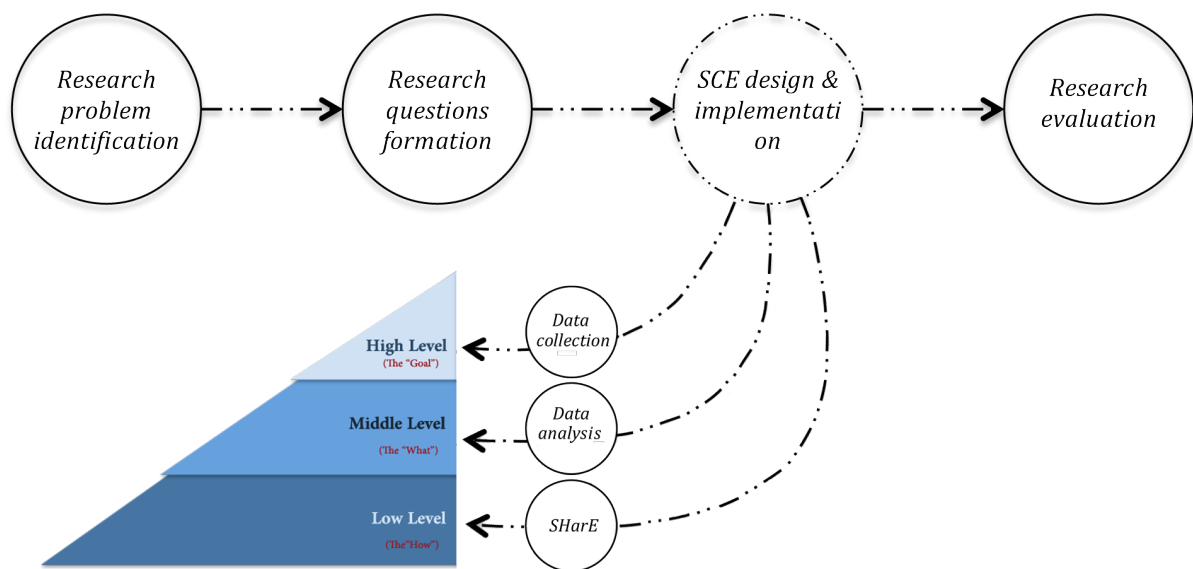 Research
problem
identification
Research
questions
formation
SCE design &
implementati
on
Research
evaluation
Data
collection
High Level
(The "Goal")
Data
analysis
Middle Level
(The "What")
SHarE
Low Level
(The"How")